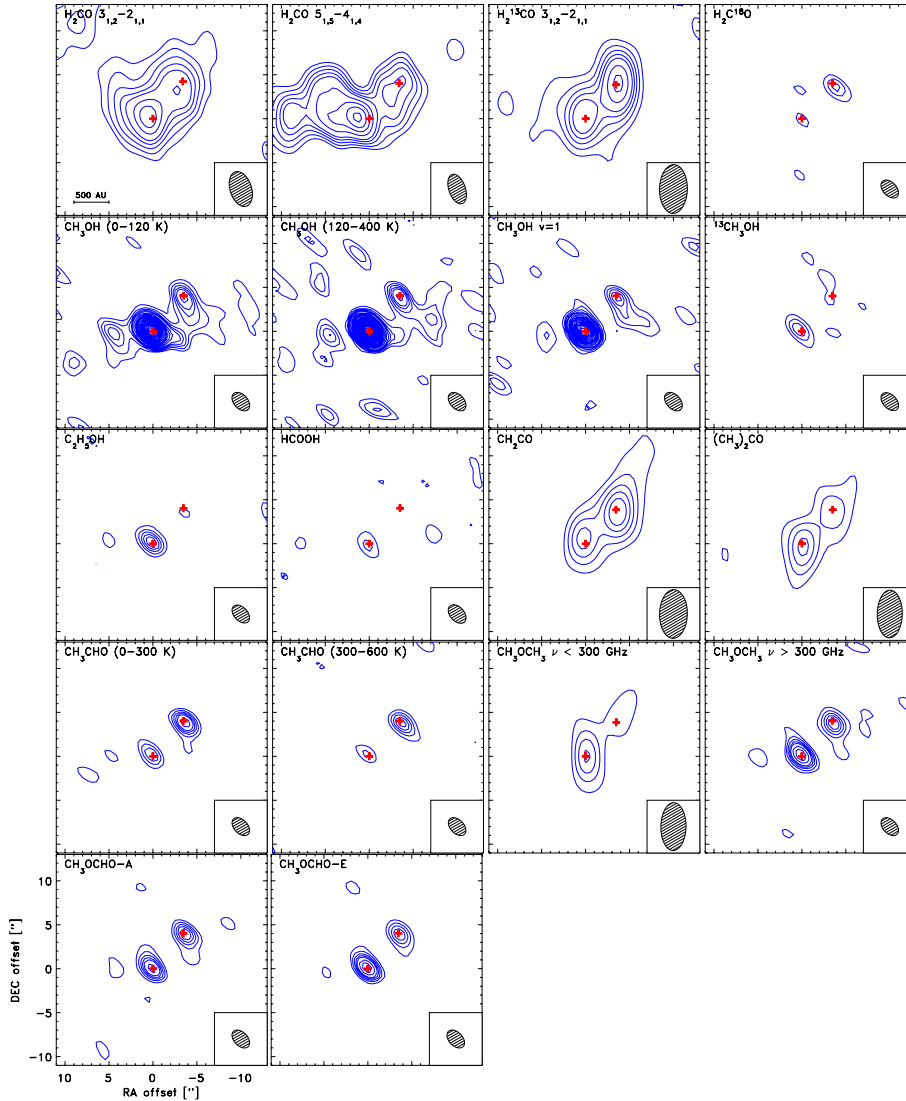 H₂CO 3₁,₂−2₁,₁
H₂CO 5₁,₅−4₁,₄
H₂¹³CO 3₁,₂−2₁,₁
H₂C¹⁸O
500 AU
CH₃OH (0−120 K)
CH₃OH (120−400 K)
CH₃OH v=1
¹³CH₃OH
C₂H₅OH
HCOOH
CH₂CO
(CH₃)₂CO
CH₃CHO (0−300 K)
CH₃CHO (300−600 K)
CH₃OCH₃ ν < 300 GHz
CH₃OCH₃ ν > 300 GHz
CH₃OCHO−A
CH₃OCHO−E
10
5
0
−5
−10
DEC offset ["]
10 5 0 −5 −10
RA offset ["]